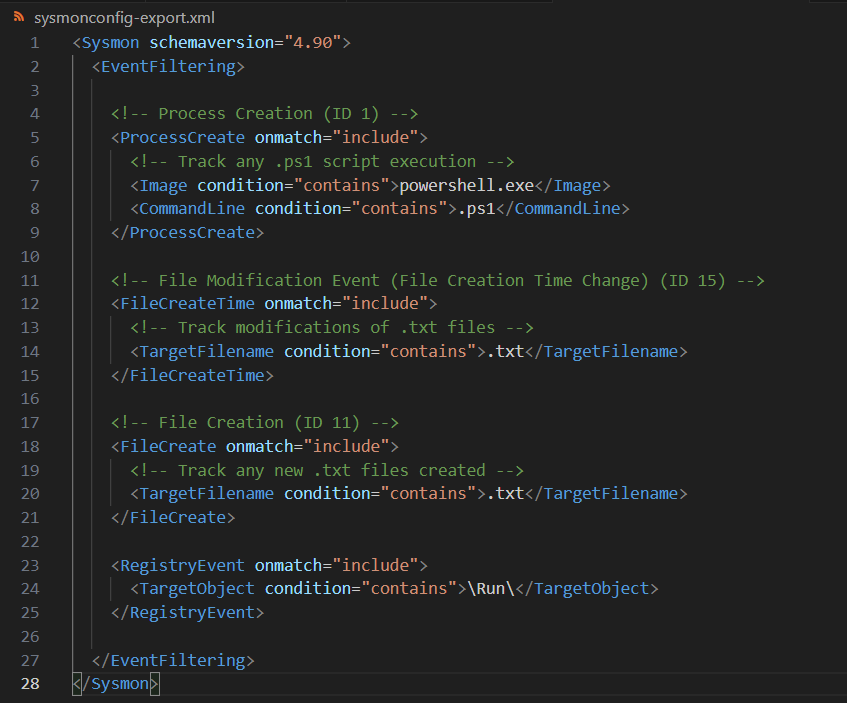 sysmonconfig-export.xml
1 <Sysmon schemaversion="4.90">
2 <EventFiltering>
3
4 <!-- Process Creation (ID 1) -->
5 <ProcessCreate onmatch="include">
6 <!-- Track any .ps1 script execution -->
7 <Image condition="contains">powershell.exe</Image>
8 <CommandLine condition="contains">.ps1</CommandLine>
9 </ProcessCreate>
10
11 <!-- File Modification Event (File Creation Time Change) (ID 15) -->
12 <FileCreateTime onmatch="include">
13 <!-- Track modifications of .txt files -->
14 <TargetFilename condition="contains">.txt</TargetFilename>
15 </FileCreateTime>
16
17 <!-- File Creation (ID 11) -->
18 <FileCreate onmatch="include">
19 <!-- Track any new .txt files created -->
20 <TargetFilename condition="contains">.txt</TargetFilename>
21 </FileCreate>
22
23 <RegistryEvent onmatch="include">
24 <TargetObject condition="contains">\Run\</TargetObject>
25 </RegistryEvent>
26
27 </EventFiltering>
28 </Sysmon>